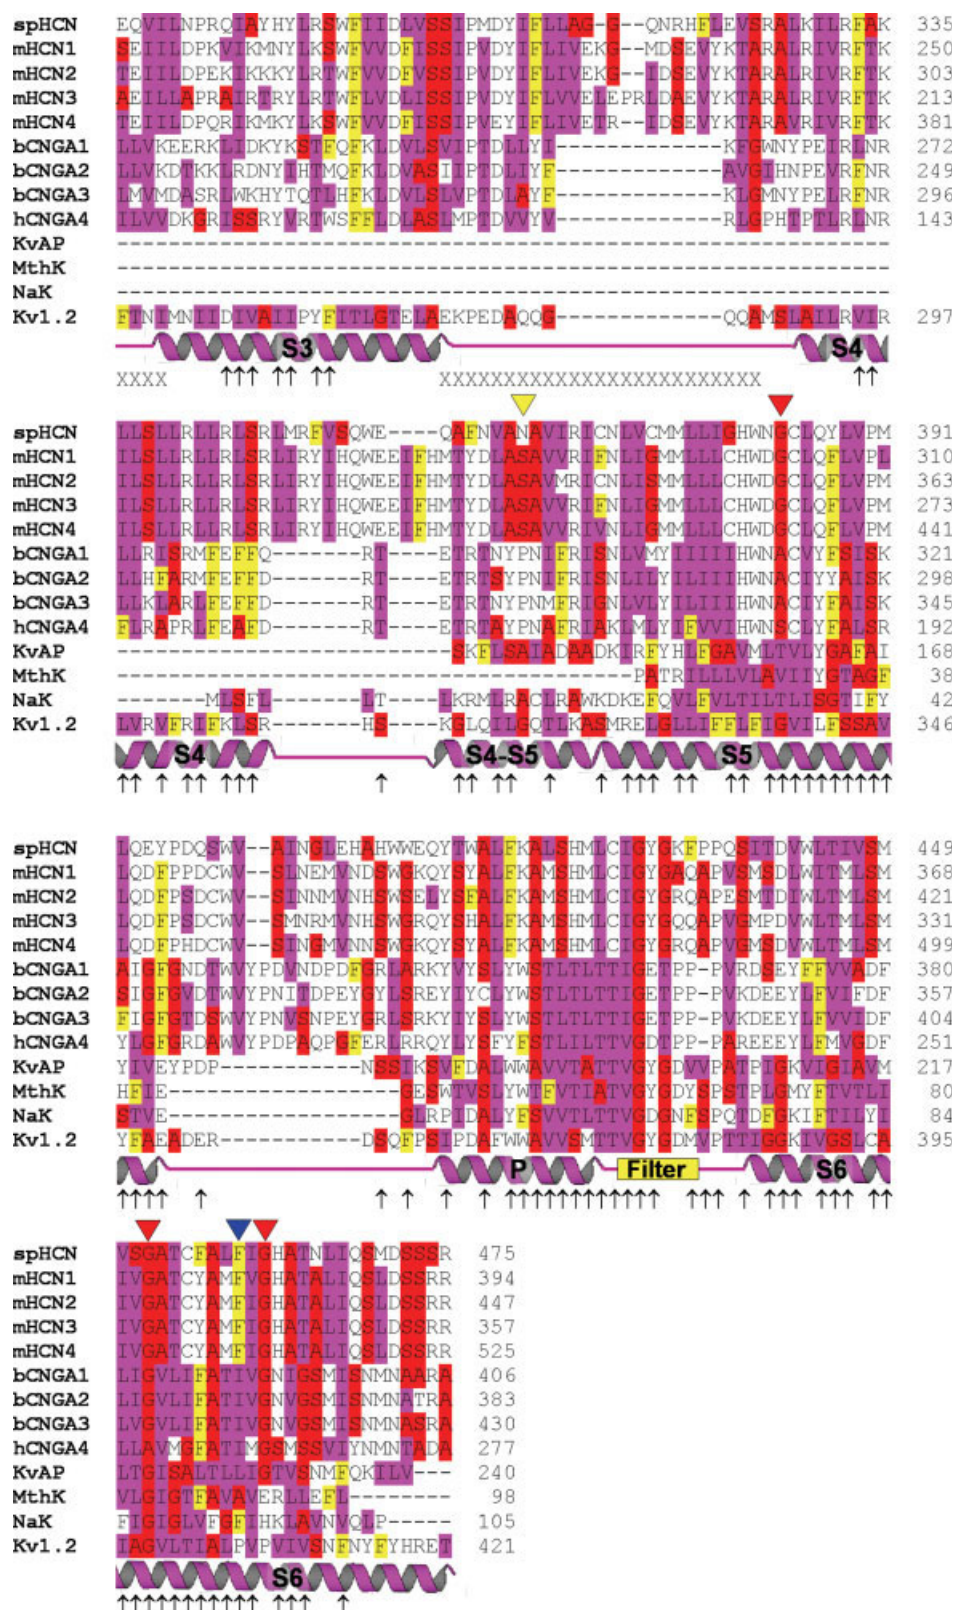 spHCN EQVILNPRQIAYHYLRSWFIIDLVSSIPMDYIFLLAG-G--QNRHFLEVSRALKILRFAK 335
mHCN1 SEIILDPKVIKMNYLKSWFVVDFISSIPVDYIFLIVEKG--MDSEVYKTARALRIVRFTK 250
mHCN2 TEIILDPEKIKKKYLRTWFVVDFVSSIPVDYIFLIVEKG--IDSEVYKTARALRIVRFTK 303
mHCN3 AEILLAPRAIRTRYLRTWFLVDLISSIPVDYIFLVVELEPRLDAEVYKTARALRIVRFTK 213
mHCN4 TEIILDPQRIKMKYLKSWFVVDFISSIPVEYIFLIVETR--IDSEVYKTARAVRIVRFTK 381
bCNGA1 LLVKEERKLIDKYKSTFQFKLDVLSVIPTDLLYI-------------KFGWNYPEIRLNR 272
bCNGA2 LLVKDTKKLRDNYIHTMQFKLDVASIIPTDLIYF-------------AVGIHNPEVRFNR 249
bCNGA3 LMVMDASRLWKHYTQTLHFKLDVLSLVPTDLAYF-------------KLGMNYPELRFNR 296
hCNGA4 LLVVDKGRISSRYVRTWSFFLDLASLMPTDVVYV-------------RLGPHTPTLRLNR 143
KvAP ------------------------------------------------------------
MthK ------------------------------------------------------------
NaK ------------------------------------------------------------
Kv1.2 FTNIMNIIDIVAIIPYFITLGTELAEKPEDAQQG-------------QQAMSLAILRVIR 297
S3 S4
XXXX ↑↑↑ ↑↑ ↑↑ XXXXXXXXXXXXXXXXXXXXXXXXX ↑↑
spHCN LLSLLRLLRLSRLMRFVSQWE----QAFNVANAVIRICNLVCMMLLIGHWNGCLQYLVPM 391
mHCN1 ILSLLRLLRLSRLIRYIHQWEEIFHMTYDLASAVVRIFNLIGMMLLLCHWDGCLQFLVPL 310
mHCN2 ILSLLRLLRLSRLIRYIHQWEEIFHMTYDLASAVMRICNLISMMLLLCHWDGCLQFLVPM 363
mHCN3 ILSLLRLLRLSRLIRYIHQWEEIFHMTYDLASAVVRIFNLIGMMLLLCHWDGCLQFLVPM 273
mHCN4 ILSLLRLLRLSRLIRYIHQWEEIFHMTYDLASAVVRIVNLIGMMLLLCHWDGCLQFLVPM 441
bCNGA1 LLRISRMFEFFQ-------RT----ETRTNYPNIFRISNLVMYIIIIIHWNACVYFSISK 321
bCNGA2 LLHFARMFEFFD-------RT----ETRTSYPNIFRISNLILYILIIIHWNACIYYAISK 298
bCNGA3 LLKLARLFEFFD-------RT----ETRTNYPNMFRIGNLVLYILIIIHWNACIYFAISK 345
hCNGA4 FLRAPRLFEAFD-------RT----ETRTAYPNAFRIAKLMLYIFVVIHWNSCLYFALSR 192
KvAP --------------------------SKFLSAIADAADKIRFYHLFGAVMLTVLYGAFAI 168
MthK ----------------------------------------PATRILLLVLAVIIYGTAGF 38
NaK -------MLSFL-------LT----LKRMLRACLRAWKDKEFQVLFVLTILTLISGTIFY 42
Kv1.2 LVRVFRIFKLSR-------HS----KGLQILGQTLKASMRELGLLIFFLFIGVILFSSAV 346
S4 S4-S5 S5
spHCN LQEYPDQSWV--AINGLEHAHWWEQYTWALFKALSHMLCIGYGKFPPQSITDVWLTIVSM 449
mHCN1 LQDFPPDCWV--SLNEMVNDSWGKQYSYALFKAMSHMLCIGYGAQAPVSMSDLWITMLSM 368
mHCN2 LQDFPSDCWV--SINNMVNHSWSELYSFALFKAMSHMLCIGYGRQAPESMTDIWLTMLSM 421
mHCN3 LQDFPSDCWV--SMNRMVNHSWGRQYSHALFKAMSHMLCIGYGQQAPVGMPDVWLTMLSM 331
mHCN4 LQDFPHDCWV--SINGMVNNSWGKQYSYALFKAMSHMLCIGYGRQAPVGMSDVWLTMLSM 499
bCNGA1 AIGFGNDTWVYPDVNDPDFGRLARKYVYSLYWSTLTLTTIGETPP-PVRDSEYFFVVADF 380
bCNGA2 SIGFGVDTWVYPNITDPEYGYLSREYIYCLYWSTLTLTTIGETPP-PVKDEEYLFVIFDF 357
bCNGA3 FIGFGTDSWVYPNVSNPEYGRLSRKYIYSLYWSTLTLTTIGETPP-PVKDEEYLFVVIDF 404
hCNGA4 YLGFGRDAWVYPDPAQPGFERLRRQYLYSFYFSTLILTTVGDTPP-PAREEEYLFMVGDF 251
KvAP YIVEYPDP-----------NSSIKSVFDALWWAVVTATTVGYGDVVPATPIGKVIGIAVM 217
MthK HFIE------------------GESWTVSLYWTFVTIATVGYGDYSPSTPLGMYFTVTLI 80
NaK STVE------------------GLRPIDALYFSVVTLTTVGDGNFSPQTDFGKIFTILYI 84
Kv1.2 YFAEADER-----------DSQFPSIPDAFWWAVVSMTTVGYGDMVPTTIGGKIVGSLCA 395
P Filter S6
spHCN VSGATCFALFIGHATNLIQSMDSSSR 475
mHCN1 IVGATCYAMFVGHATALIQSLDSSRR 394
mHCN2 IVGATCYAMFIGHATALIQSLDSSRR 447
mHCN3 IVGATCYAMFIGHATALIQSLDSSRR 357
mHCN4 IVGATCYAMFIGHATALIQSLDSSRR 525
bCNGA1 LIGVLIFATIVGNIGSMISNMNAARA 406
bCNGA2 LIGVLIFATIVGNVGSMISNMNATRA 383
bCNGA3 LVGVLIFATIVGNVGSMISNMNASRA 430
hCNGA4 LLAVMGFATIMGSMSSVIYNMNTADA 277
KvAP LTGISALTLLIGTVSNMFQKILV--- 240
MthK VLGIGTFAVAVERLLEFL-------- 98
NaK FIGIGLVFGFIHKLAVNVQLP----- 105
Kv1.2 IAGVLTIALPVPVIVSNFNYFYHRET 421
S6